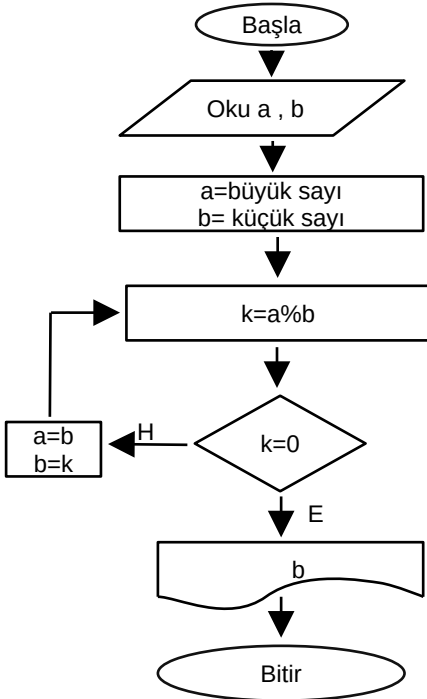 Başla
Oku a , b
a=büyük sayı
b= küçük sayı
k=a%b
k=0
H
a=b
b=k
E
b
Bitir